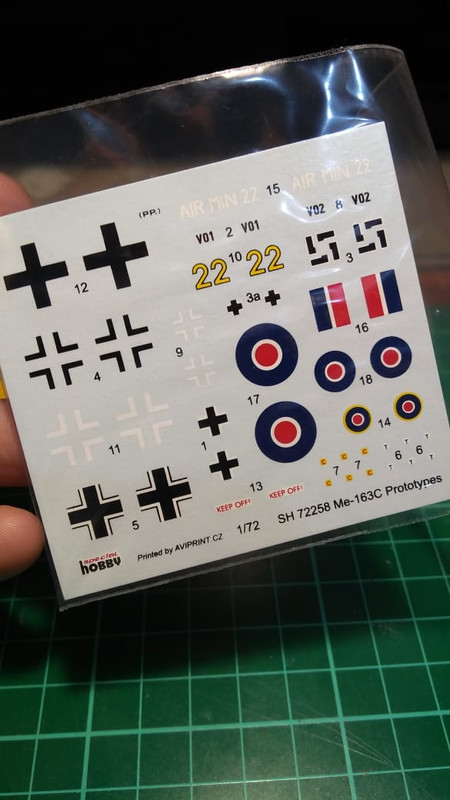 (PP.)
AIR MIN 22 15 AIR MIN 22
V01 2 V01
V02 8 V02
22 10 22
3
12
3a
16
9
4
17
18
11
14
1
7 7
6 6
13
5
KEEP OFF! KEEP OFF!
special
hobby
Printed by AVIPRINT CZ
1/72
SH 72258 Me-163C Prototypes